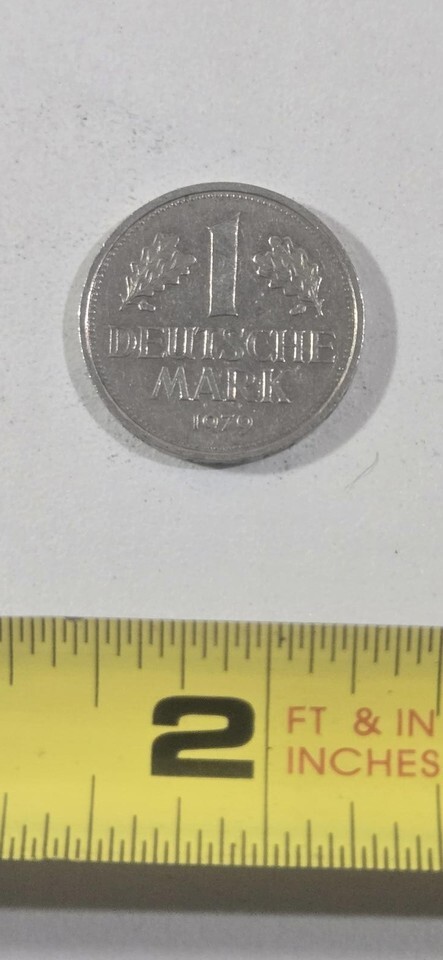 1
DEUTSCHE
MARK
1979
2 FT & IN
INCHES